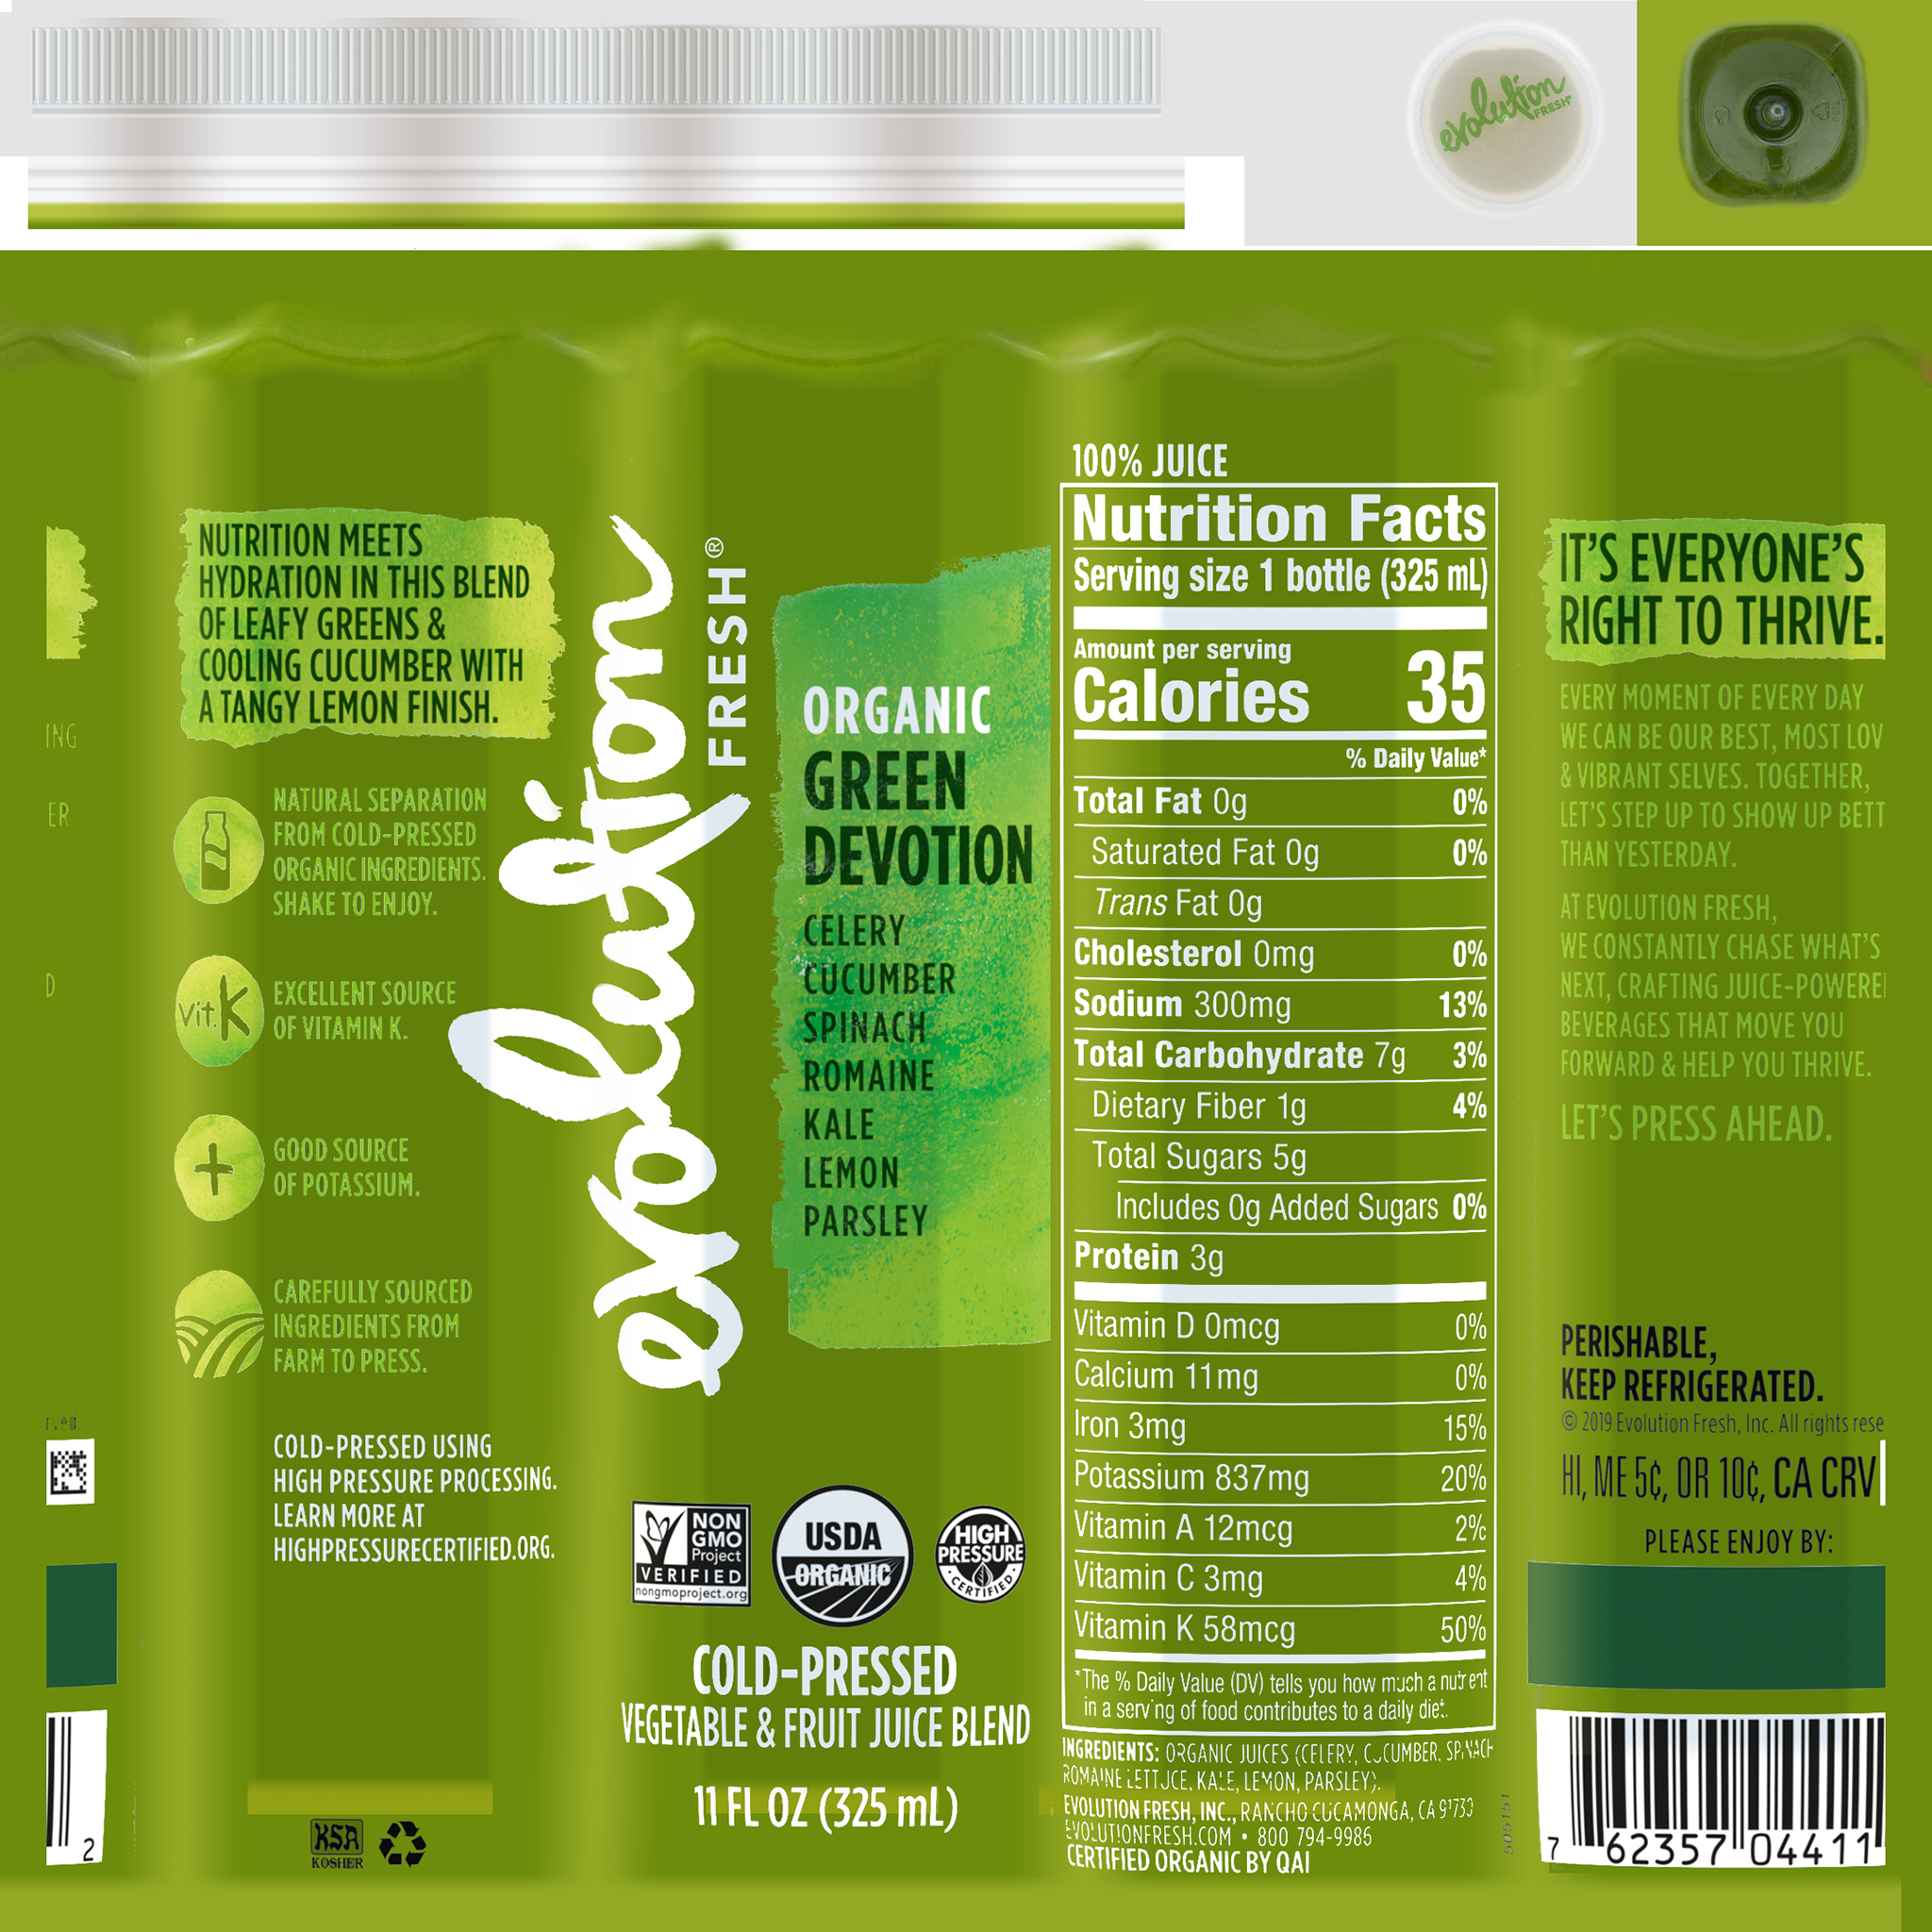 evolution
FRESH
NUTRITION MEETS
HYDRATION IN THIS BLEND
OF LEAFY GREENS &
COOLING CUCUMBER WITH
A TANGY LEMON FINISH.
NATURAL SEPARATION
FROM COLD-PRESSED
ORGANIC INGREDIENTS.
SHAKE TO ENJOY.
Vit.K
EXCELLENT SOURCE
OF VITAMIN K.
+
GOOD SOURCE
OF POTASSIUM.
CAREFULLY SOURCED
INGREDIENTS FROM
FARM TO PRESS.
COLD-PRESSED USING
HIGH PRESSURE PROCESSING.
LEARN MORE AT
HIGHPRESSURECERTIFIED.ORG.
KSA
KOSHER
evolution
FRESH®
ORGANIC
GREEN
DEVOTION
CELERY
CUCUMBER
SPINACH
ROMAINE
KALE
LEMON
PARSLEY
NON
GMO
Project
VERIFIED
nongmoproject.org
USDA
ORGANIC
HIGH
PRESSURE
CERTIFIED
COLD-PRESSED
VEGETABLE & FRUIT JUICE BLEND
11 FL OZ (325 mL)
100% JUICE
Nutrition Facts
Serving size 1 bottle (325 mL)
Amount per serving
Calories 35
% Daily Value*
Total Fat 0g 0%
Saturated Fat 0g 0%
Trans Fat 0g
Cholesterol 0mg 0%
Sodium 300mg 13%
Total Carbohydrate 7g 3%
Dietary Fiber 1g 4%
Total Sugars 5g
Includes 0g Added Sugars 0%
Protein 3g
Vitamin D 0mcg 0%
Calcium 11mg 0%
Iron 3mg 15%
Potassium 837mg 20%
Vitamin A 12mcg 2%
Vitamin C 3mg 4%
Vitamin K 58mcg 50%
*The % Daily Value (DV) tells you how much a nutrient
in a serving of food contributes to a daily diet.
INGREDIENTS: ORGANIC JUICES (CELERY, CUCUMBER, SPINACH
ROMAINE LETTUCE, KALE, LEMON, PARSLEY).
EVOLUTION FRESH, INC., RANCHO CUCAMONGA, CA
EVOLUTIONFRESH.COM • 800 794-9986
CERTIFIED ORGANIC BY QAI
505151
IT'S EVERYONE'S
RIGHT TO THRIVE.
EVERY MOMENT OF EVERY DAY
WE CAN BE OUR BEST, MOST LOV
& VIBRANT SELVES. TOGETHER,
LET'S STEP UP TO SHOW UP BETT
THAN YESTERDAY.
AT EVOLUTION FRESH,
WE CONSTANTLY CHASE WHAT'S
NEXT, CRAFTING JUICE-POWERE
BEVERAGES THAT MOVE YOU
FORWARD & HELP YOU THRIVE.
LET'S PRESS AHEAD.
PERISHABLE,
KEEP REFRIGERATED.
© 2019 Evolution Fresh, Inc. All rights rese
HI, ME 5¢, OR 10¢, CA CRV
PLEASE ENJOY BY:
7 62357 04411
ING
ER
D
2